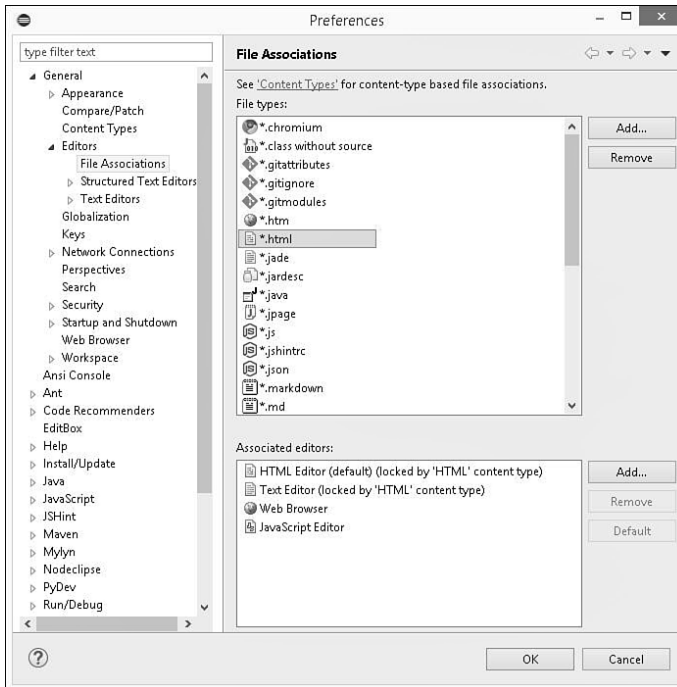 Preferences
type filter text
General
Appearance
Compare/Patch
Content Types
Editors
File Associations
Structured Text Editors
Text Editors
Globalization
Keys
Network Connections
Perspectives
Search
Security
Startup and Shutdown
Web Browser
Workspace
Ansi Console
Ant
Code Recommenders
EditBox
Help
Install/Update
Java
JavaScript
JSHint
Maven
Mylyn
Nodeclipse
PyDev
Run/Debug
File Associations
See 'Content Types' for content-type based file associations.
File types:
*.chromium
*.class without source
*.gitattributes
*.gitignore
*.gitmodules
*.htm
*.html
*.jade
*.jardesc
*.java
*.jpage
*.js
*.jshintrc
*.json
*.markdown
*.md
Add...
Remove
Associated editors:
HTML Editor (default) (locked by 'HTML' content type)
Text Editor (locked by 'HTML' content type)
Web Browser
JavaScript Editor
Add...
Remove
Default
OK
Cancel